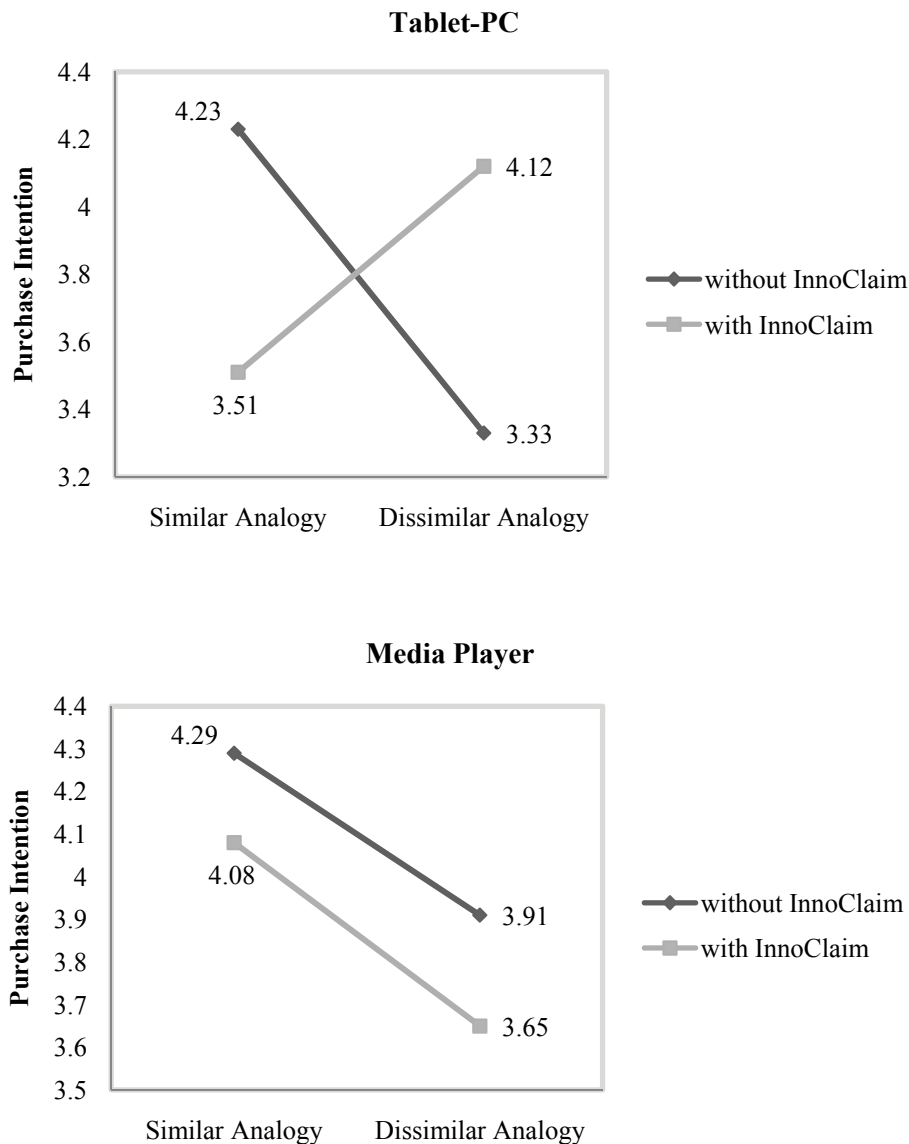 Tablet-PC
4.4
4.2
4
3.8
3.6
3.4
3.2
Purchase Intention
4.23
4.12
3.51
3.33
Similar Analogy
Dissimilar Analogy
without InnoClaim
with InnoClaim
Media Player
4.4
4.3
4.2
4.1
4
3.9
3.8
3.7
3.6
3.5
Purchase Intention
4.29
4.08
3.91
3.65
Similar Analogy
Dissimilar Analogy
without InnoClaim
with InnoClaim